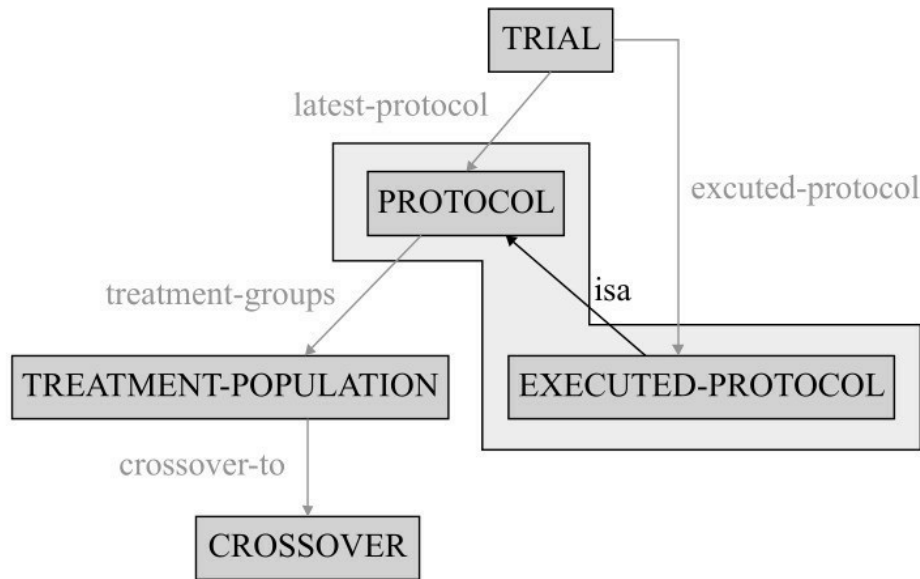 TRIAL
latest-protocol
PROTOCOL
excuted-protocol
treatment-groups
isa
TREATMENT-POPULATION
EXECUTED-PROTOCOL
crossover-to
CROSSOVER